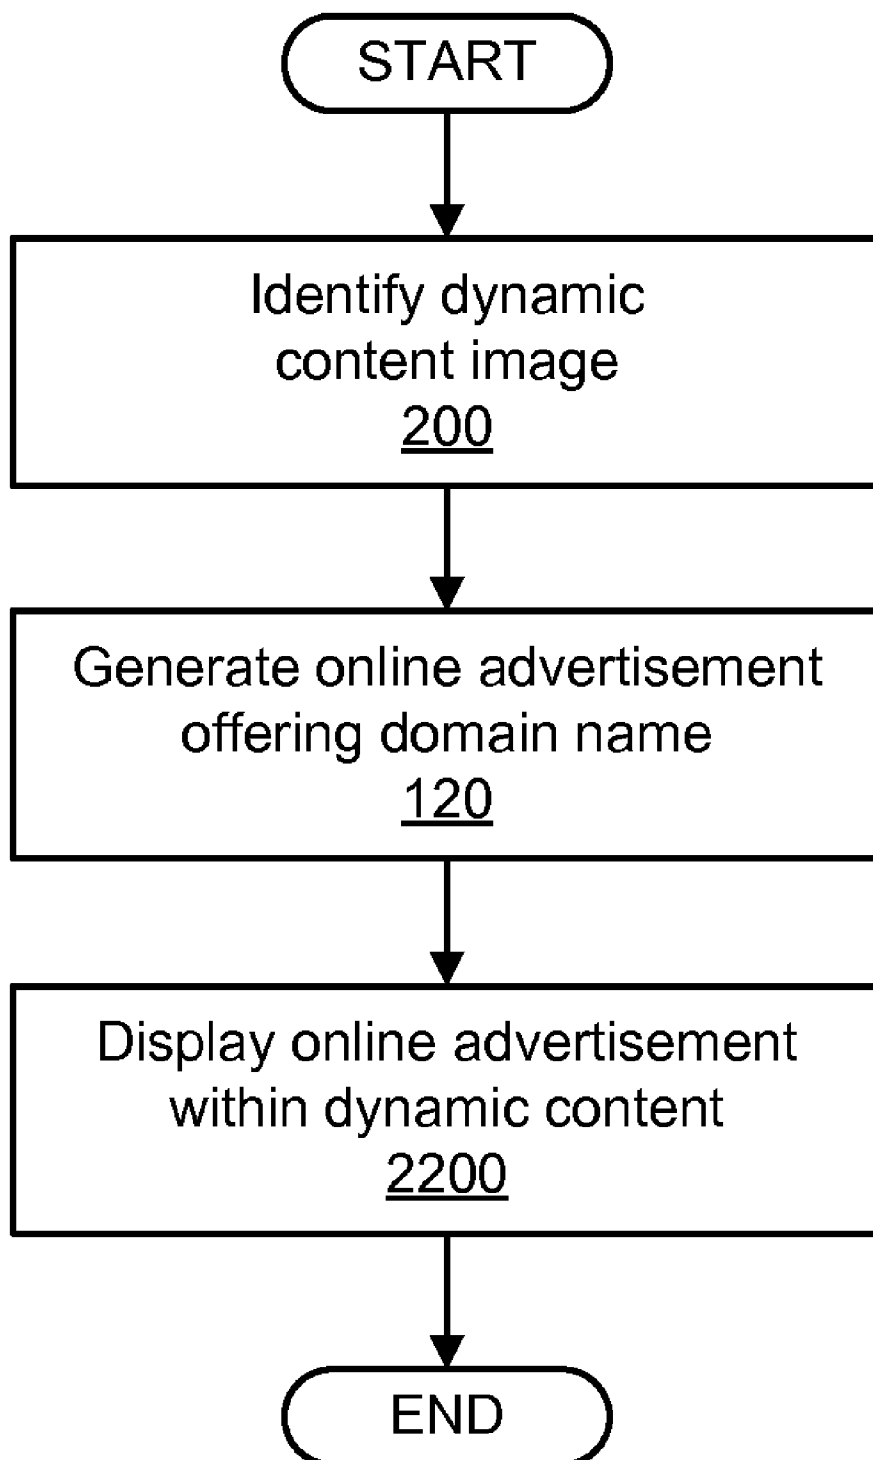 START
Identify dynamic
content image
200
Generate online advertisement
offering domain name
120
Display online advertisement
within dynamic content
2200
END